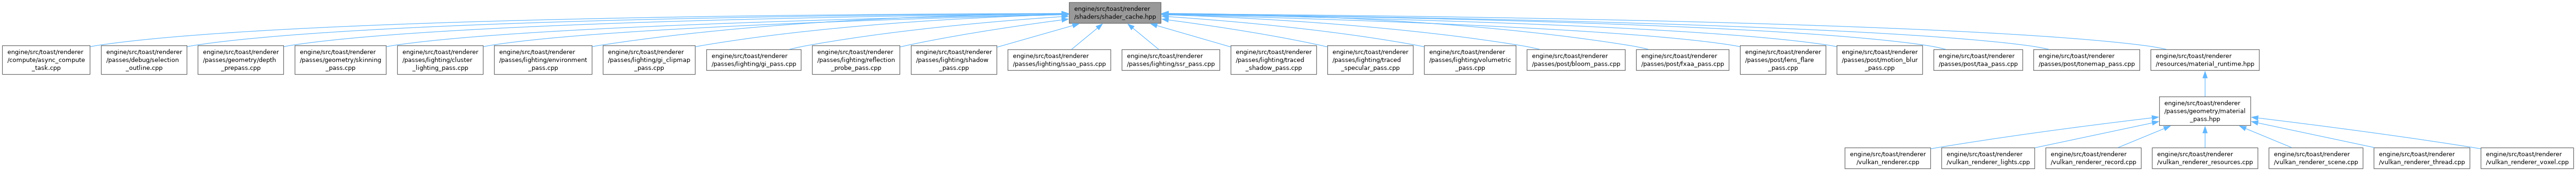 engine/src/toast/renderer
/shaders/shader_cache.hpp
engine/src/toast/renderer
/compute/async_compute
_task.cpp
engine/src/toast/renderer
/passes/debug/selection
_outline.cpp
engine/src/toast/renderer
/passes/geometry/depth
_prepass.cpp
engine/src/toast/renderer
/passes/geometry/skinning
_pass.cpp
engine/src/toast/renderer
/passes/lighting/cluster
_lighting_pass.cpp
engine/src/toast/renderer
/passes/lighting/environment
_pass.cpp
engine/src/toast/renderer
/passes/lighting/gi_clipmap
_pass.cpp
engine/src/toast/renderer
/passes/lighting/gi_pass.cpp
engine/src/toast/renderer
/passes/lighting/reflection
_probe_pass.cpp
engine/src/toast/renderer
/passes/lighting/shadow
_pass.cpp
engine/src/toast/renderer
/passes/lighting/ssao_pass.cpp
engine/src/toast/renderer
/passes/lighting/ssr_pass.cpp
engine/src/toast/renderer
/passes/lighting/traced
_shadow_pass.cpp
engine/src/toast/renderer
/passes/lighting/traced
_specular_pass.cpp
engine/src/toast/renderer
/passes/lighting/volumetric
_pass.cpp
engine/src/toast/renderer
/passes/post/bloom_pass.cpp
engine/src/toast/renderer
/passes/post/fxaa_pass.cpp
engine/src/toast/renderer
/passes/post/lens_flare
_pass.cpp
engine/src/toast/renderer
/passes/post/motion_blur
_pass.cpp
engine/src/toast/renderer
/passes/post/taa_pass.cpp
engine/src/toast/renderer
/passes/post/tonemap_pass.cpp
engine/src/toast/renderer
/resources/material_runtime.hpp
engine/src/toast/renderer
/passes/geometry/material
_pass.hpp
engine/src/toast/renderer
/vulkan_renderer.cpp
engine/src/toast/renderer
/vulkan_renderer_lights.cpp
engine/src/toast/renderer
/vulkan_renderer_record.cpp
engine/src/toast/renderer
/vulkan_renderer_resources.cpp
engine/src/toast/renderer
/vulkan_renderer_scene.cpp
engine/src/toast/renderer
/vulkan_renderer_thread.cpp
engine/src/toast/renderer
/vulkan_renderer_voxel.cpp